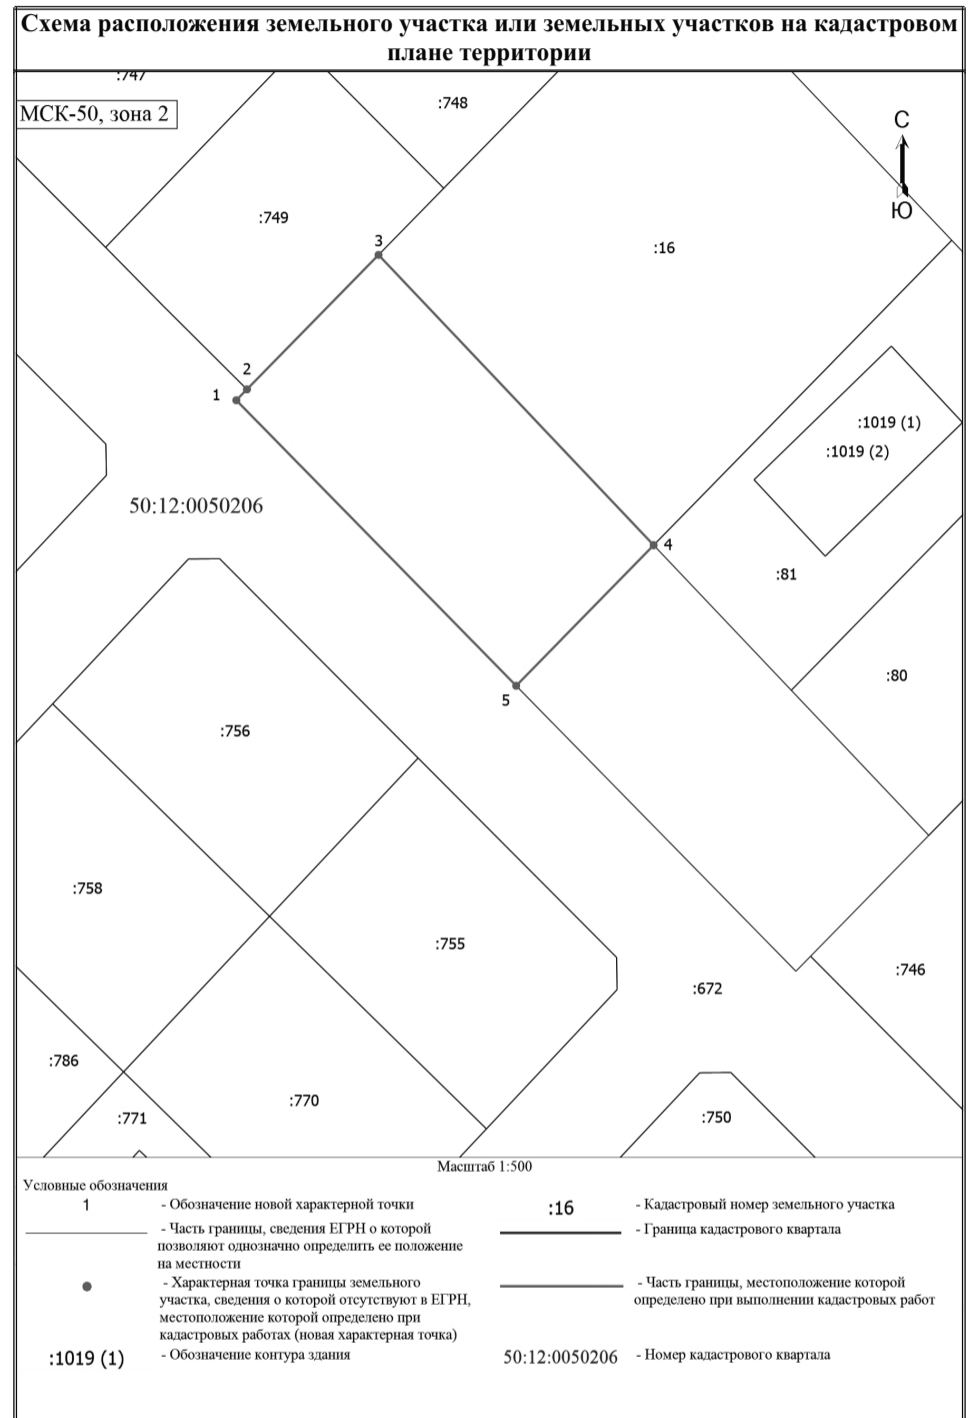 Схема расположения земельного участка или земельных участков на кадастровом
плане территории
:747
МСК-50, зона 2
:748
С
Ю
:749
3
:16
2
1
:1019 (1)
:1019 (2)
50:12:0050206
4
:81
:80
5
:756
:758
:755
:746
:672
:786
:770
:771
:750
Масштаб 1:500
Условные обозначения
1 - Обозначение новой характерной точки
- Часть границы, сведения ЕГРН о которой
позволяют однозначно определить ее положение
на местности
- Характерная точка границы земельного
участка, сведения о которой отсутствуют в ЕГРН,
местоположение которой определено при
кадастровых работах (новая характерная точка)
:1019 (1) - Обозначение контура здания
:16 - Кадастровый номер земельного участка
- Граница кадастрового квартала
- Часть границы, местоположение которой
определено при выполнении кадастровых работ
50:12:0050206 - Номер кадастрового квартала